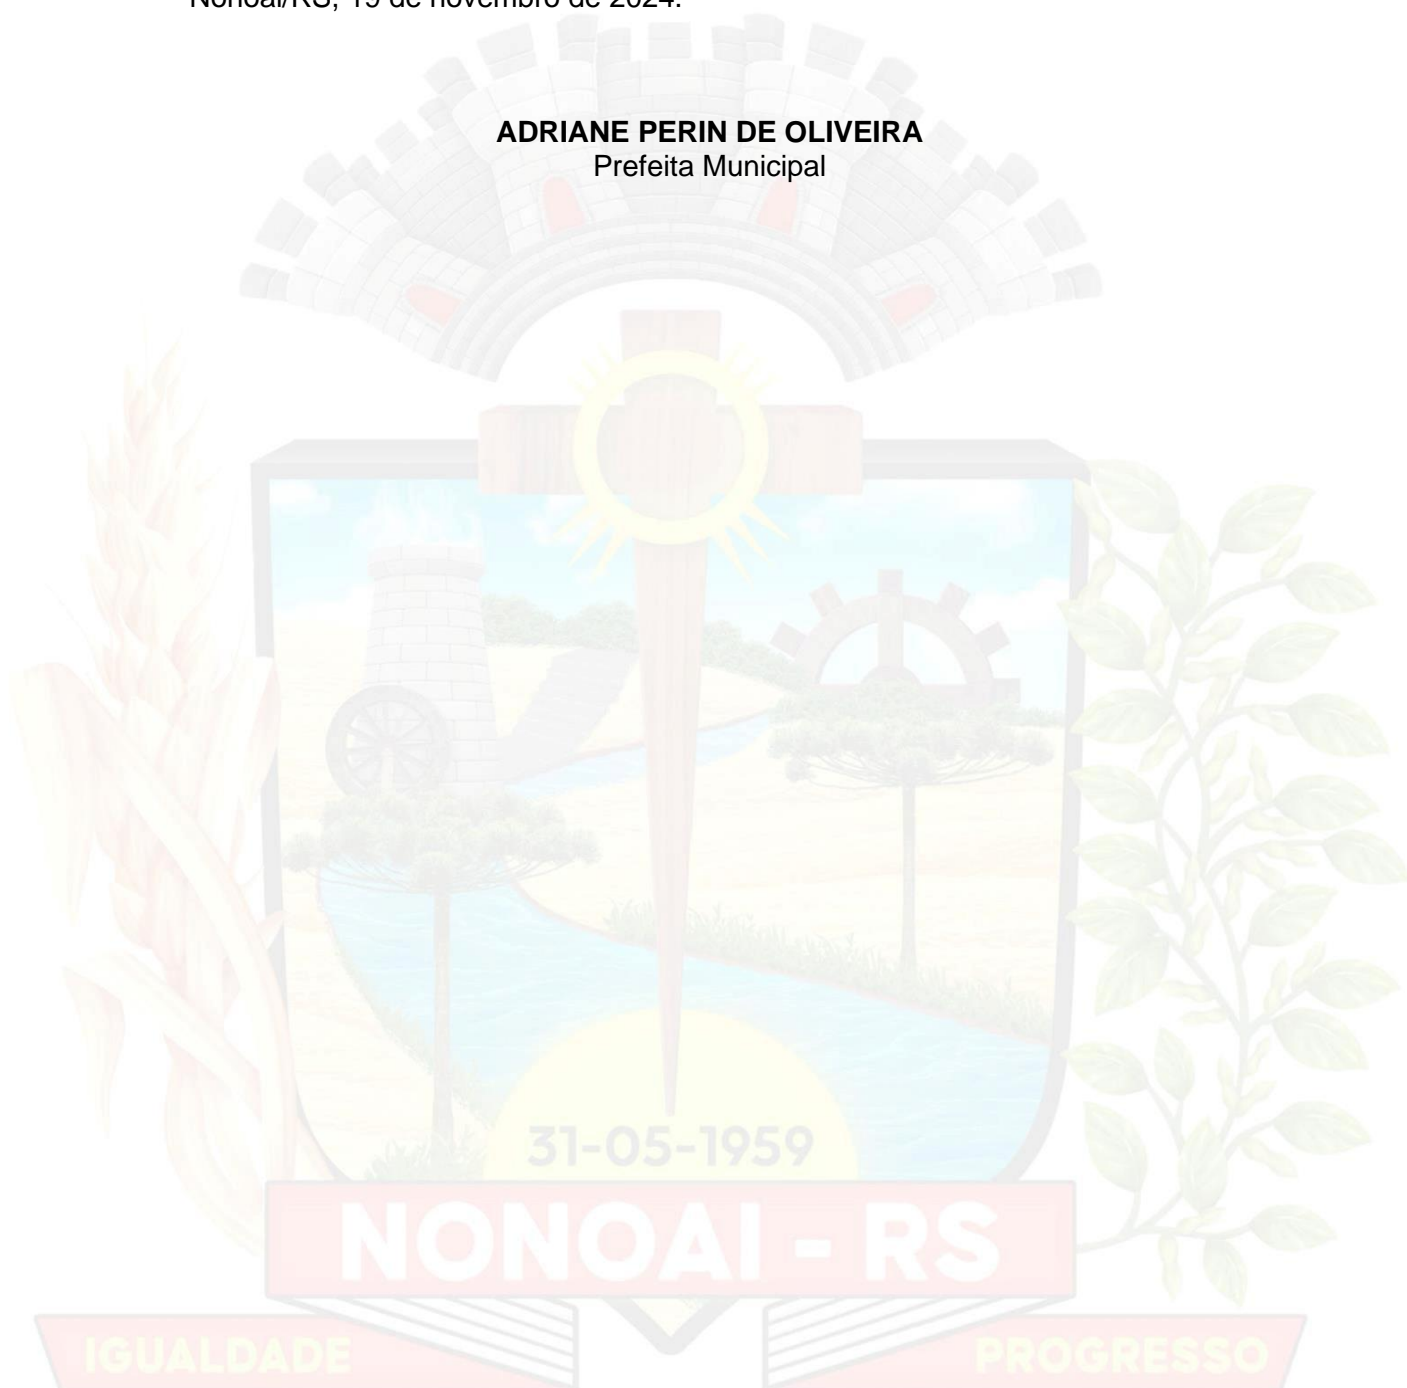 Nonoai/RS, 19 de novembro de 2024.
ADRIANE PERIN DE OLIVEIRA
Prefeita Municipal
31-05-1959
NONOAI - RS
IGUALDADE
PROGRESSO